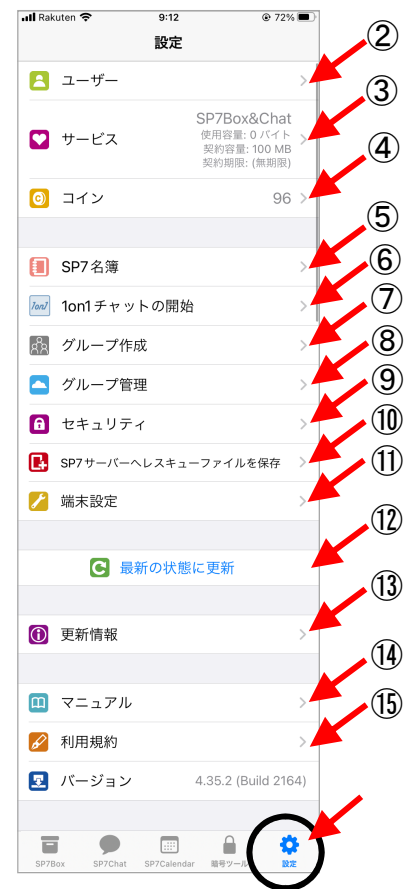 Rakuten 9:12 72%
設定
②
ユーザー
③
サービス
SP7Box&Chat
使用容量: 0 バイト
契約容量: 100 MB
契約期限: (無期限)
④
コイン 96
⑤
SP7名簿
⑥
1on1 1on1チャットの開始
⑦
グループ作成
⑧
グループ管理
⑨
セキュリティ
⑩
SP7サーバーへレスキューファイルを保存
⑪
端末設定
⑫
最新の状態に更新
⑬
更新情報
⑭
マニュアル
⑮
利用規約
バージョン 4.35.2 (Build 2164)
SP7Box SP7Chat SP7Calendar 暗号ツール 設定